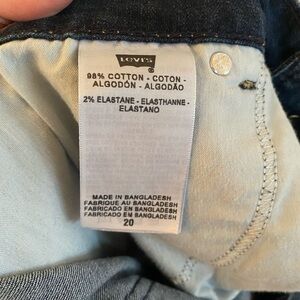 LEVI'S
98% COTTON - COTON -
ALGODÓN - ALGODÃO
2% ELASTANE - ELASTHANNE -
ELASTANO
MADE IN BANGLADESH
FABRIQUE AU BANGLADESH
FABRICADO EN BANGLADESH
FABRICADO EM BANGLADESH
20